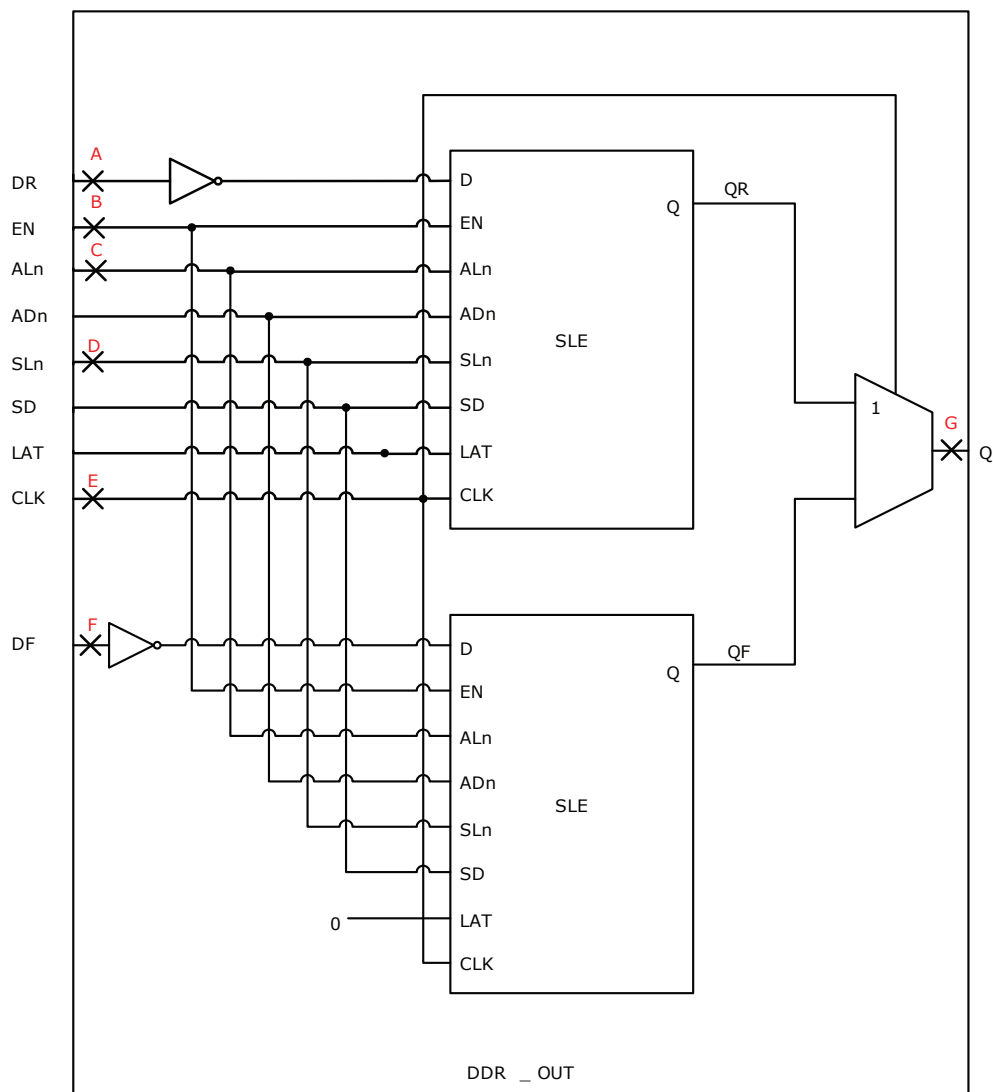 A
DR
B
EN
C
ALn
ADn
D
SLn
SD
LAT
E
CLK
F
DF
D
EN
ALn
ADn
SLn
SD
LAT
CLK
SLE
Q
QR
1
G
Q
D
EN
ALn
ADn
SLn
SD
0
LAT
CLK
SLE
Q
QF
DDR _ OUT